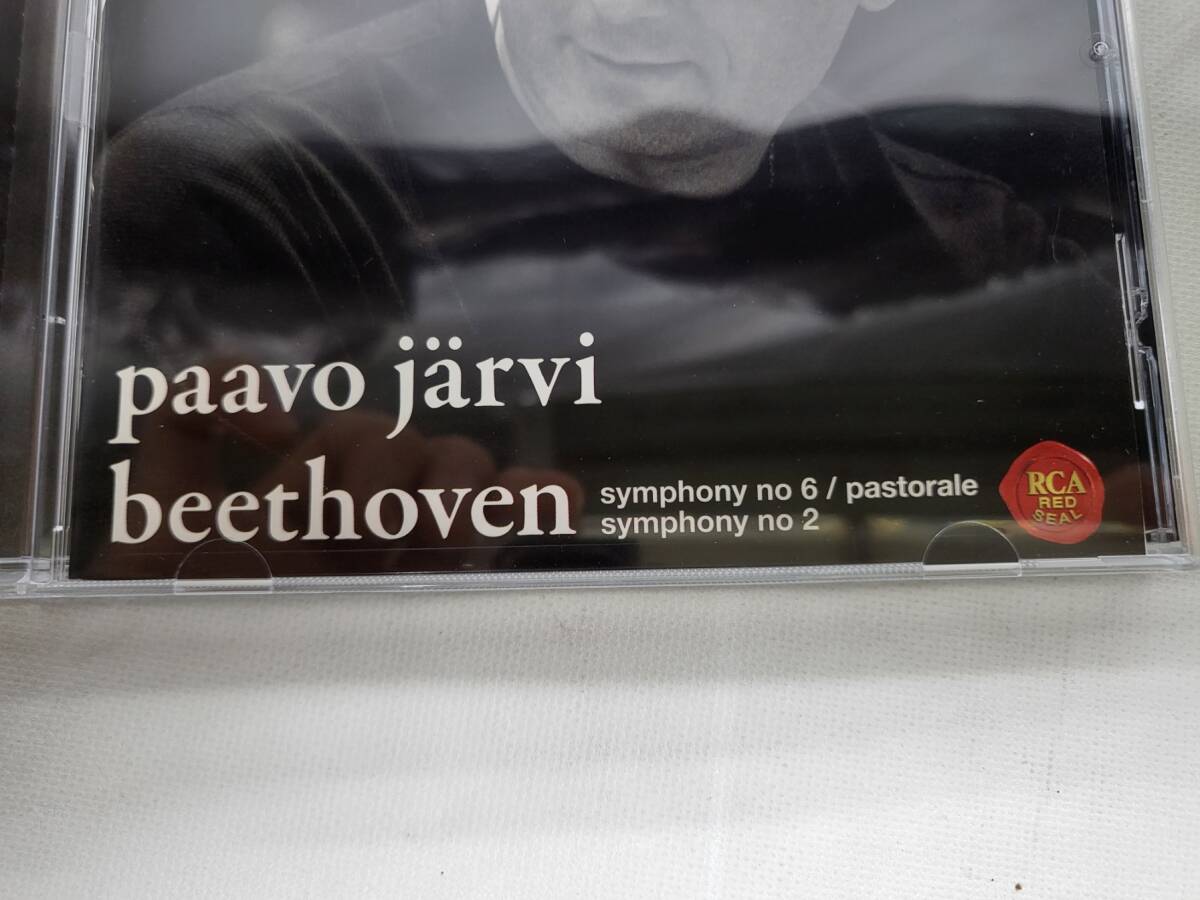 paavo järvi
beethoven
symphony no 6 / pastorale
symphony no 2
RCA
RED
SEAL